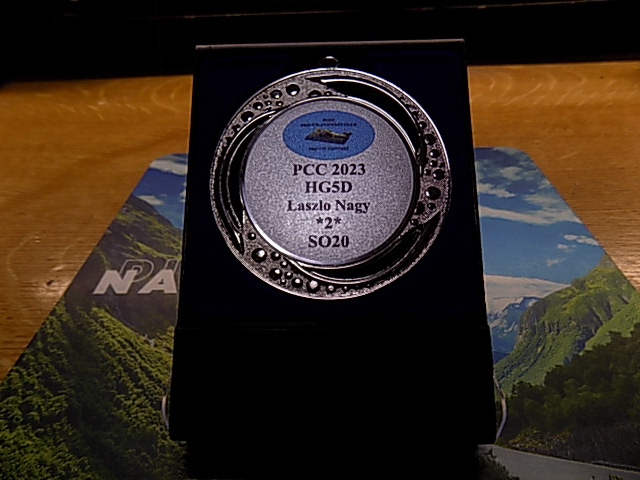 PCC 2023
HG5D
Laszlo Nagy
*2*
SO20